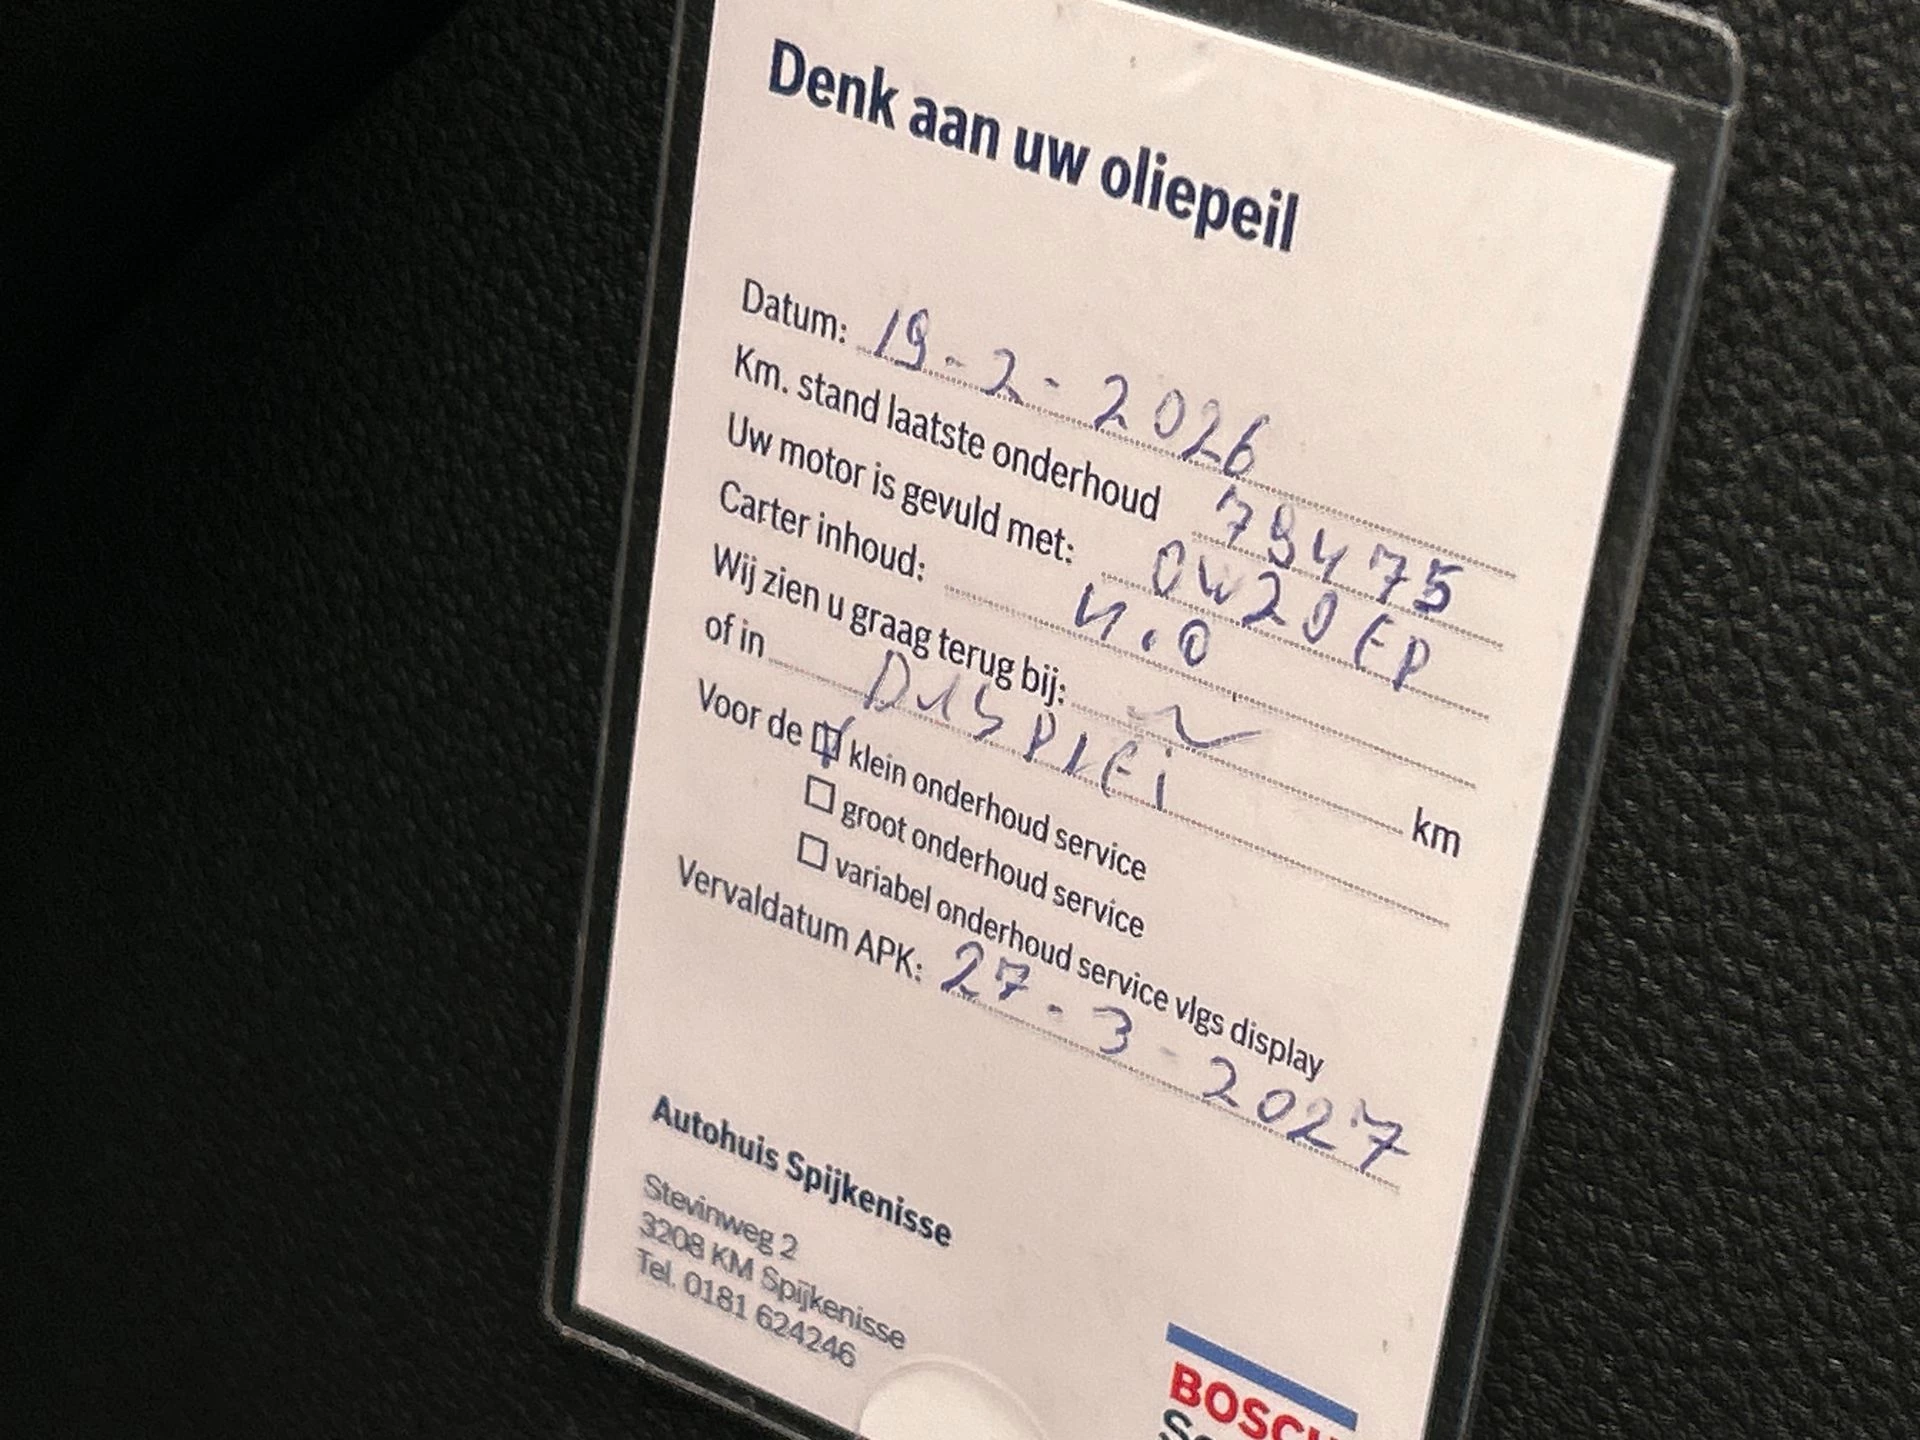 Denk aan uw oliepeil
Datum: 19-2-2026
Km. stand laatste onderhoud 79475
Uw motor is gevuld met: 0W20 EP
Carter inhoud: 4.0
Wij zien u graag terug bij: km
of in DISPLEi
Voor de klein onderhoud service
groot onderhoud service
variabel onderhoud service vlgs display
Vervaldatum APK: 27-3-2027
Autohuis Spijkenisse
Stevinweg 2
3208 KM Spijkenisse
Tel. 0181 624246
BOSCH